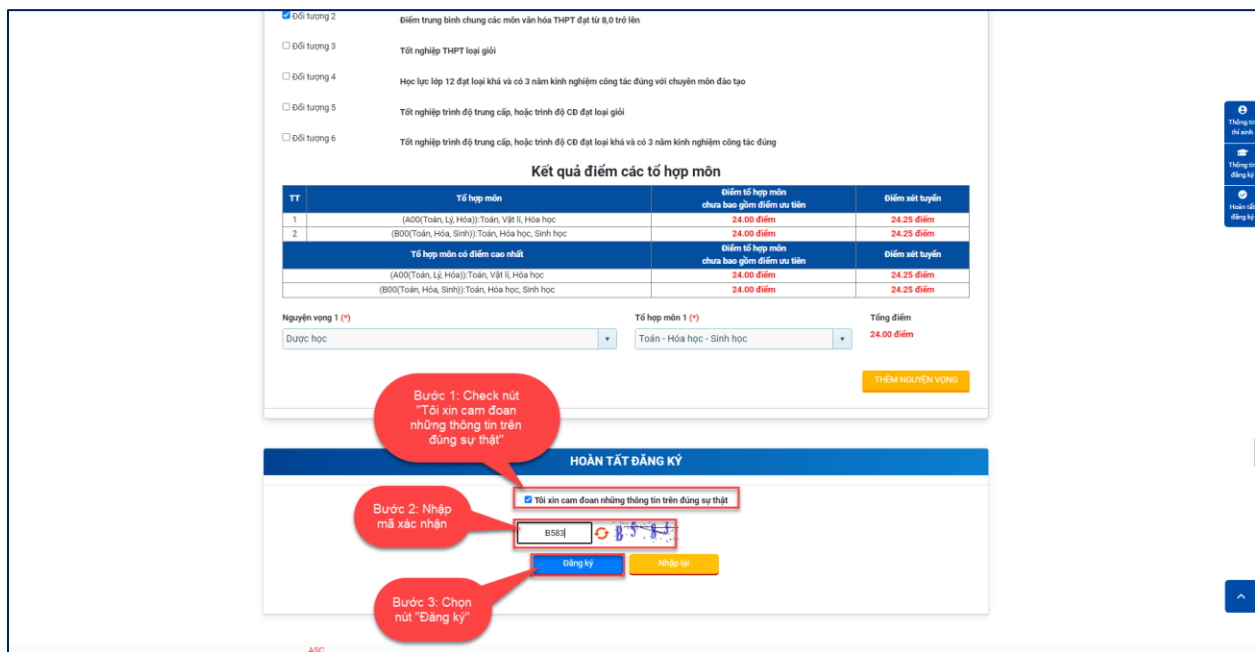 Đối tượng 2 Điểm trung bình chung các môn văn hóa THPT đạt từ 8,0 trở lên
Đối tượng 3 Tốt nghiệp THPT loại giỏi
Đối tượng 4 Học lực lớp 12 đạt loại khá và có 3 năm kinh nghiệm công tác đúng với chuyên môn đào tạo
Đối tượng 5 Tốt nghiệp trình độ trung cấp, hoặc trình độ CĐ đạt loại giỏi
Đối tượng 6 Tốt nghiệp trình độ trung cấp, hoặc trình độ CĐ đạt loại khá và có 3 năm kinh nghiệm công tác đúng
Thông tin
thí sinh
Thông tin
đăng ký
Hoàn tất
đăng ký
Kết quả điểm các tổ hợp môn
TT Tổ hợp môn Điểm tổ hợp môn chưa bao gồm điểm ưu tiên Điểm xét tuyển
1 (A00(Toán, Lý, Hóa)):Toán, Vật lí, Hóa học 24.00 điểm 24.25 điểm
2 (B00(Toán, Hóa, Sinh)):Toán, Hóa học, Sinh học 24.00 điểm 24.25 điểm
Tổ hợp môn có điểm cao nhất Điểm tổ hợp môn chưa bao gồm điểm ưu tiên Điểm xét tuyển
(A00(Toán, Lý, Hóa)):Toán, Vật lí, Hóa học 24.00 điểm 24.25 điểm
(B00(Toán, Hóa, Sinh)):Toán, Hóa học, Sinh học 24.00 điểm 24.25 điểm
Nguyện vọng 1 (*) Tổ hợp môn 1 (*) Tổng điểm
Dược học Toán - Hóa học - Sinh học 24.00 điểm
THÊM NGUYỆN VỌNG
Bước 1: Check nút
"Tôi xin cam đoan
những thông tin trên
đúng sự thật"
HOÀN TẤT ĐĂNG KÝ
Tôi xin cam đoan những thông tin trên đúng sự thật
Bước 2: Nhập
mã xác nhận
B583 B583
Đăng ký Nhập lại
Bước 3: Chọn
nút "Đăng ký"
ASC